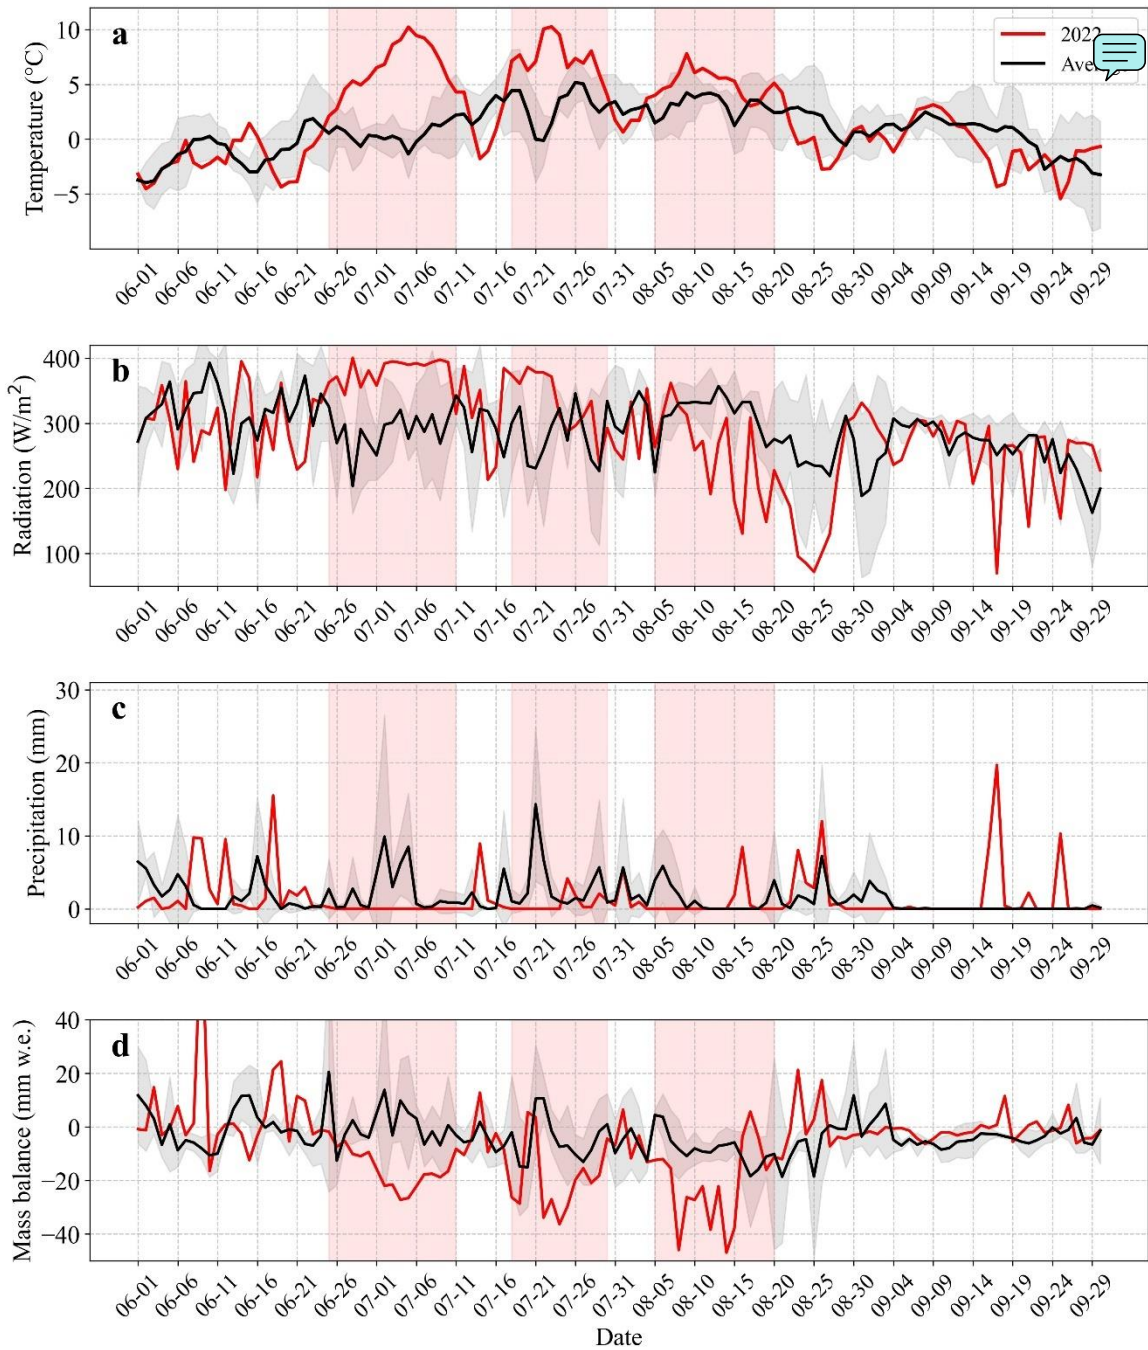 a
2022
Aver
Temperature (°C)
10
5
0
−5
06-01 06-06 06-11 06-16 06-21 06-26 07-01 07-06 07-11 07-16 07-21 07-26 07-31 08-05 08-10 08-15 08-20 08-25 08-30 09-04 09-09 09-14 09-19 09-24 09-29
b
Radiation (W/m²)
400
300
200
100
06-01 06-06 06-11 06-16 06-21 06-26 07-01 07-06 07-11 07-16 07-21 07-26 07-31 08-05 08-10 08-15 08-20 08-25 08-30 09-04 09-09 09-14 09-19 09-24 09-29
c
Precipitation (mm)
30
20
10
0
06-01 06-06 06-11 06-16 06-21 06-26 07-01 07-06 07-11 07-16 07-21 07-26 07-31 08-05 08-10 08-15 08-20 08-25 08-30 09-04 09-09 09-14 09-19 09-24 09-29
d
Mass balance (mm w.e.)
40
20
0
−20
−40
06-01 06-06 06-11 06-16 06-21 06-26 07-01 07-06 07-11 07-16 07-21 07-26 07-31 08-05 08-10 08-15 08-20 08-25 08-30 09-04 09-09 09-14 09-19 09-24 09-29
Date